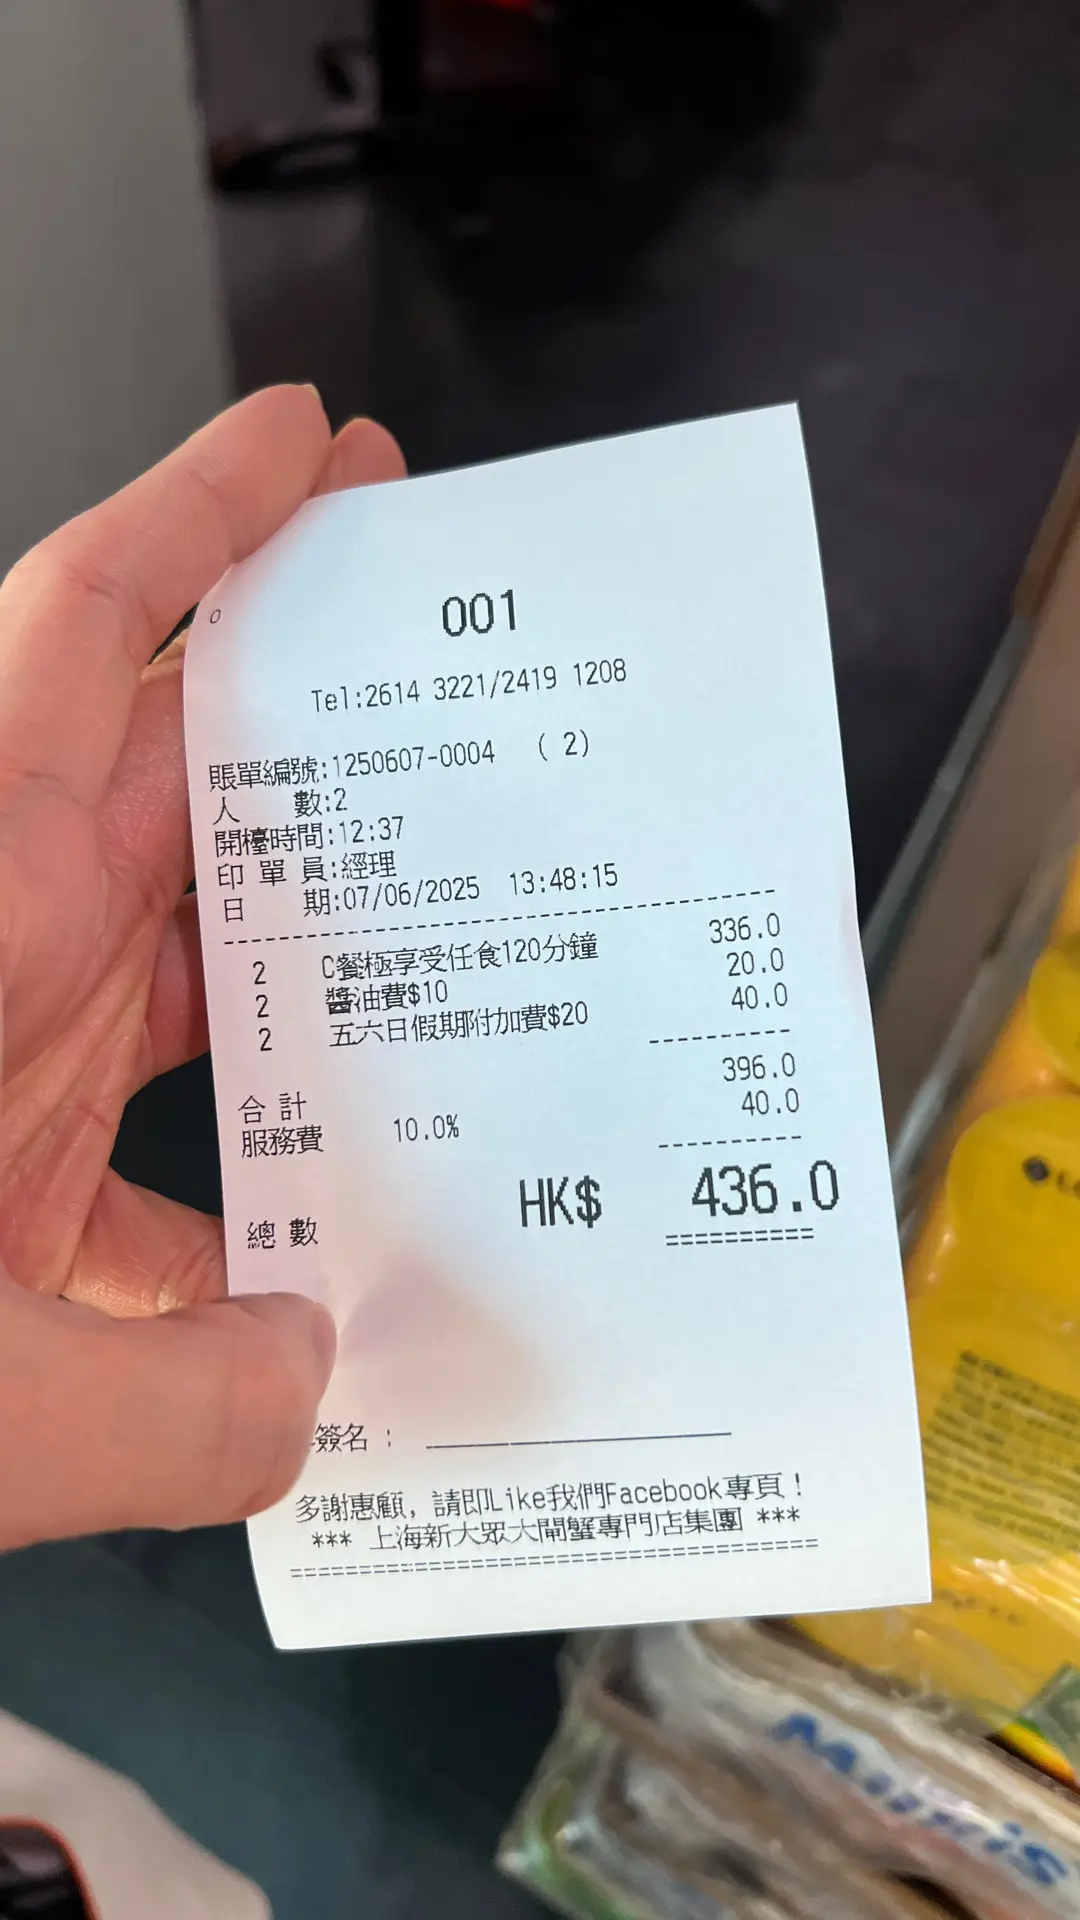 0
001
Tel:2614 3221/2419 1208
賬單編號:1250607-0004 ( 2)
人 數:2
開檯時間:12:37
印 單 員:經理
日 期:07/06/2025 13:48:15
2 C餐極享受任食120分鐘 336.0
2 醬油費$10 20.0
2 五六日假期附加費$20 40.0
合 計 396.0
服務費 10.0% 40.0
總 數 HK$ 436.0
簽名 :
多謝惠顧, 請即Like我們Facebook專頁!
*** 上海新大眾大閘蟹專門店集團 ***